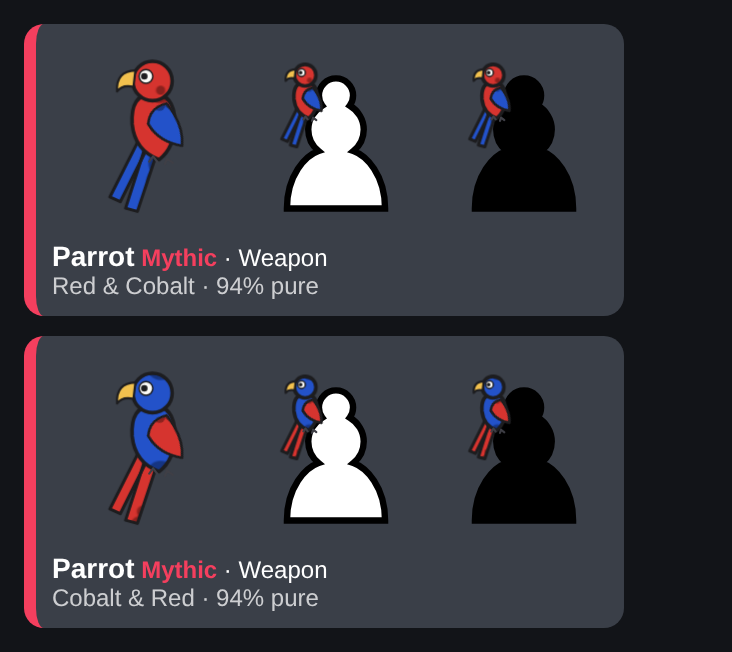 Parrot Mythic · Weapon
Red & Cobalt · 94% pure
Parrot Mythic · Weapon
Cobalt & Red · 94% pure